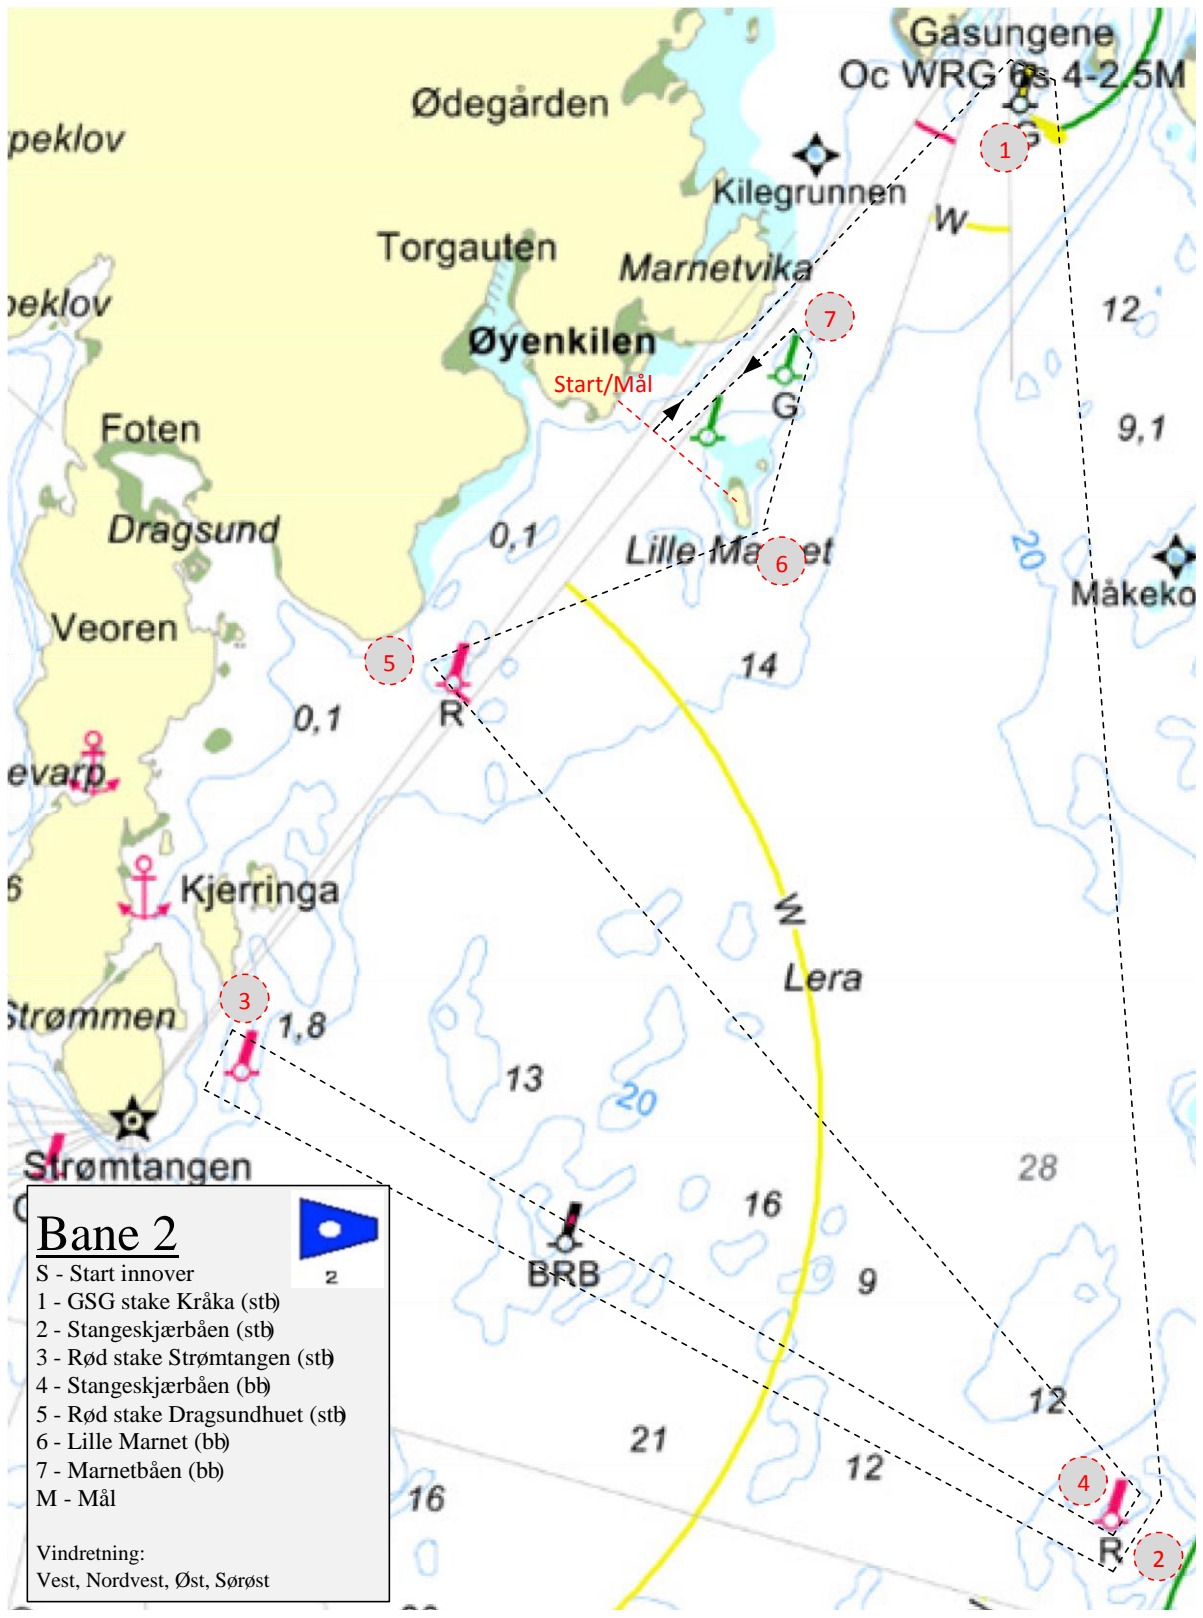 Gåsungene
Oc WRG 6s 4-2.5M
Ødegården
peklov
G
1
Kilegrunnen
W
Torgauten
Marnetvika
peklov
12
7
Øyenkilen
Start/Mål
G
Foten
9,1
Dragsund
0,1
Lille Marnet
20
6
Måkeko
Veoren
5
14
R
0,1
evarp
6
Kjerringa
W
Lera
3
Strømmen
1,8
13
20
Strømtangen
28
16
BRB
9
12
21
12
4
16
R
2
Bane 2
2
S - Start innover
1 - GSG stake Kråka (stb)
2 - Stangeskjærbåen (stb)
3 - Rød stake Strømtangen (stb)
4 - Stangeskjærbåen (bb)
5 - Rød stake Dragsundhuet (stb)
6 - Lille Marnet (bb)
7 - Marnetbåen (bb)
M - Mål
Vindretning:
Vest, Nordvest, Øst, Sørøst